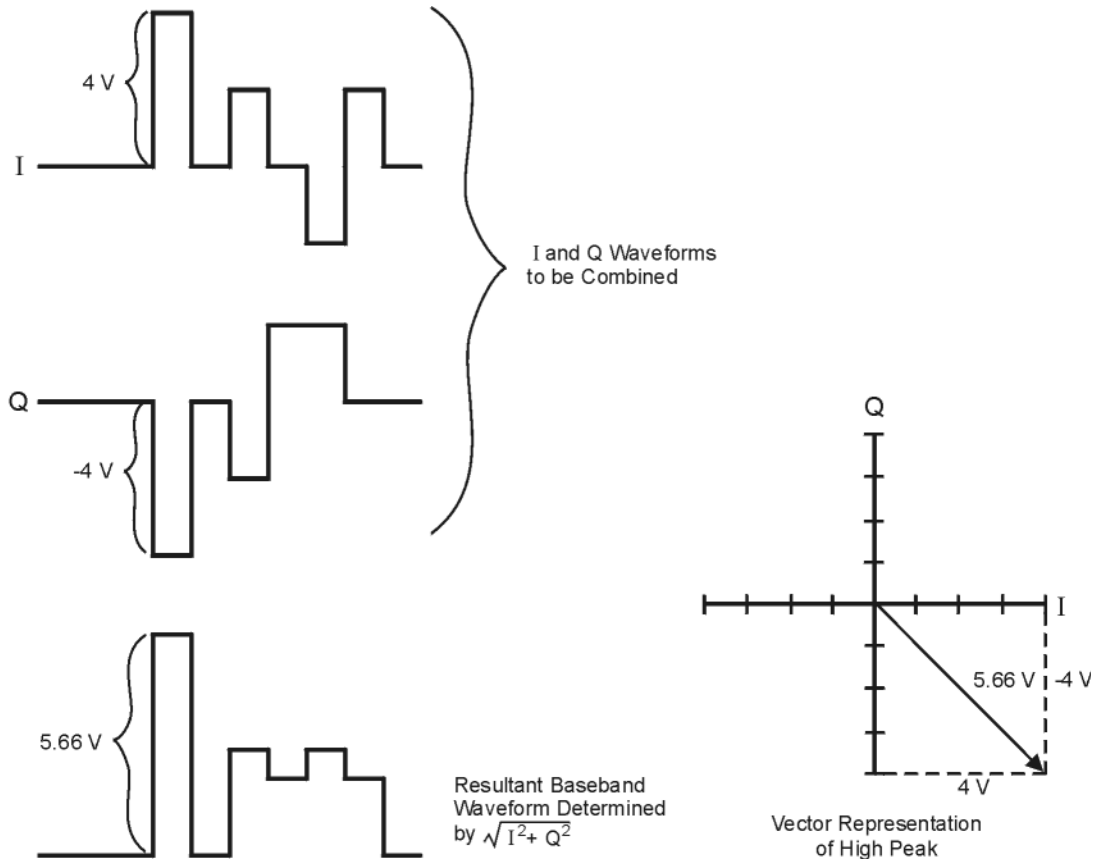 4 V
I
I and Q Waveforms
to be Combined
Q
-4 V
Q
I
5.66 V
-4 V
4 V
5.66 V
Resultant Baseband
Waveform Determined
by √I²+ Q²
Vector Representation
of High Peak